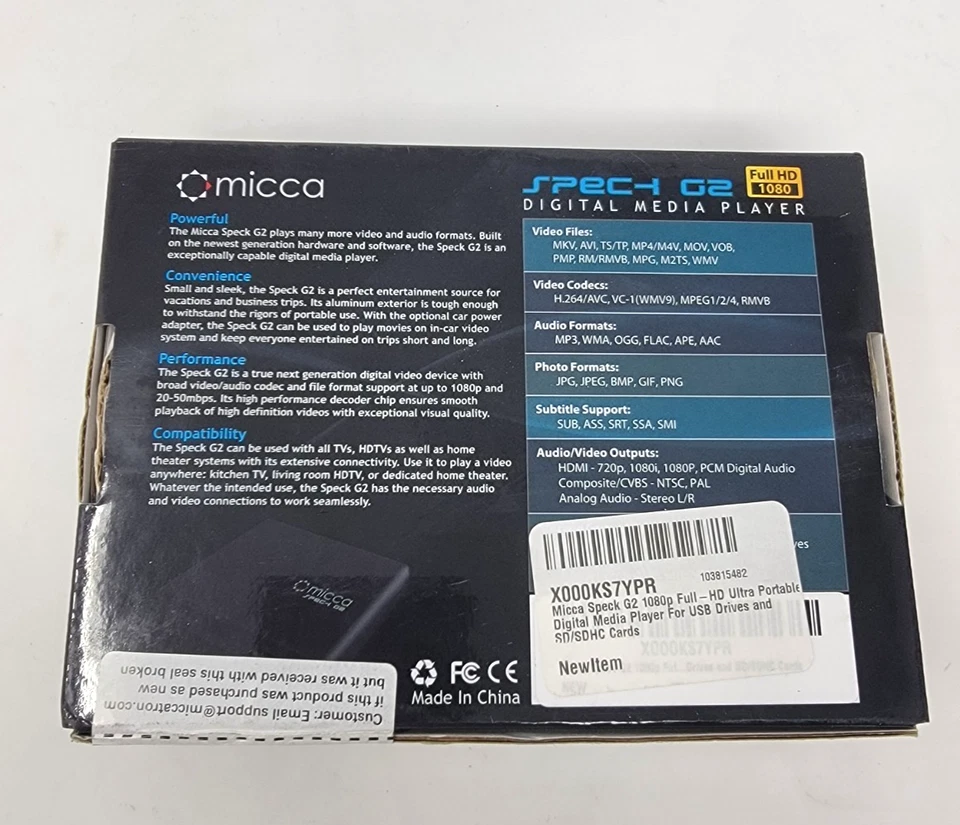 micca
Powerful
The Micca Speck G2 plays many more video and audio formats. Built
on the newest generation hardware and software, the Speck G2 is an
exceptionally capable digital media player.
Convenience
Small and sleek, the Speck G2 is a perfect entertainment source for
vacations and business trips. Its aluminum exterior is tough enough
to withstand the rigors of portable use. With the optional car power
adapter, the Speck G2 can be used to play movies on in-car video
system and keep everyone entertained on trips short and long.
Performance
The Speck G2 is a true next generation digital video device with
broad video/audio codec and file format support at up to 1080p and
20-50mbps. Its high performance decoder chip ensures smooth
playback of high definition videos with exceptional visual quality.
Compatibility
The Speck G2 can be used with all TVs, HDTVs as well as home
theater systems with its extensive connectivity. Use it to play a video
anywhere: kitchen TV, living room HDTV, or dedicated home theater.
Whatever the intended use, the Speck G2 has the necessary audio
and video connections to work seamlessly.
micca
SPECK G2
SPECK G2
Full HD
1080
DIGITAL MEDIA PLAYER
Video Files:
MKV, AVI, TS/TP, MP4/M4V, MOV, VOB,
PMP, RM/RMVB, MPG, M2TS, WMV
Video Codecs:
H.264/AVC, VC-1(WMV9), MPEG1/2/4, RMVB
Audio Formats:
MP3, WMA, OGG, FLAC, APE, AAC
Photo Formats:
JPG, JPEG, BMP, GIF, PNG
Subtitle Support:
SUB, ASS, SRT, SSA, SMI
Audio/Video Outputs:
HDMI - 720p, 1080i, 1080P, PCM Digital Audio
Composite/CVBS - NTSC, PAL
Analog Audio - Stereo L/R
X000KS7YPR 103815482
Micca Speck G2 1080p Full-HD Ultra Portable
Digital Media Player For USB Drives and
SD/SDHC Cards
NewItem
X000KS7YPR
NEW
FC CE
Made In China
Customer: Email support@miccatron.com
if this product was purchased as new
but it was received with this seal broken